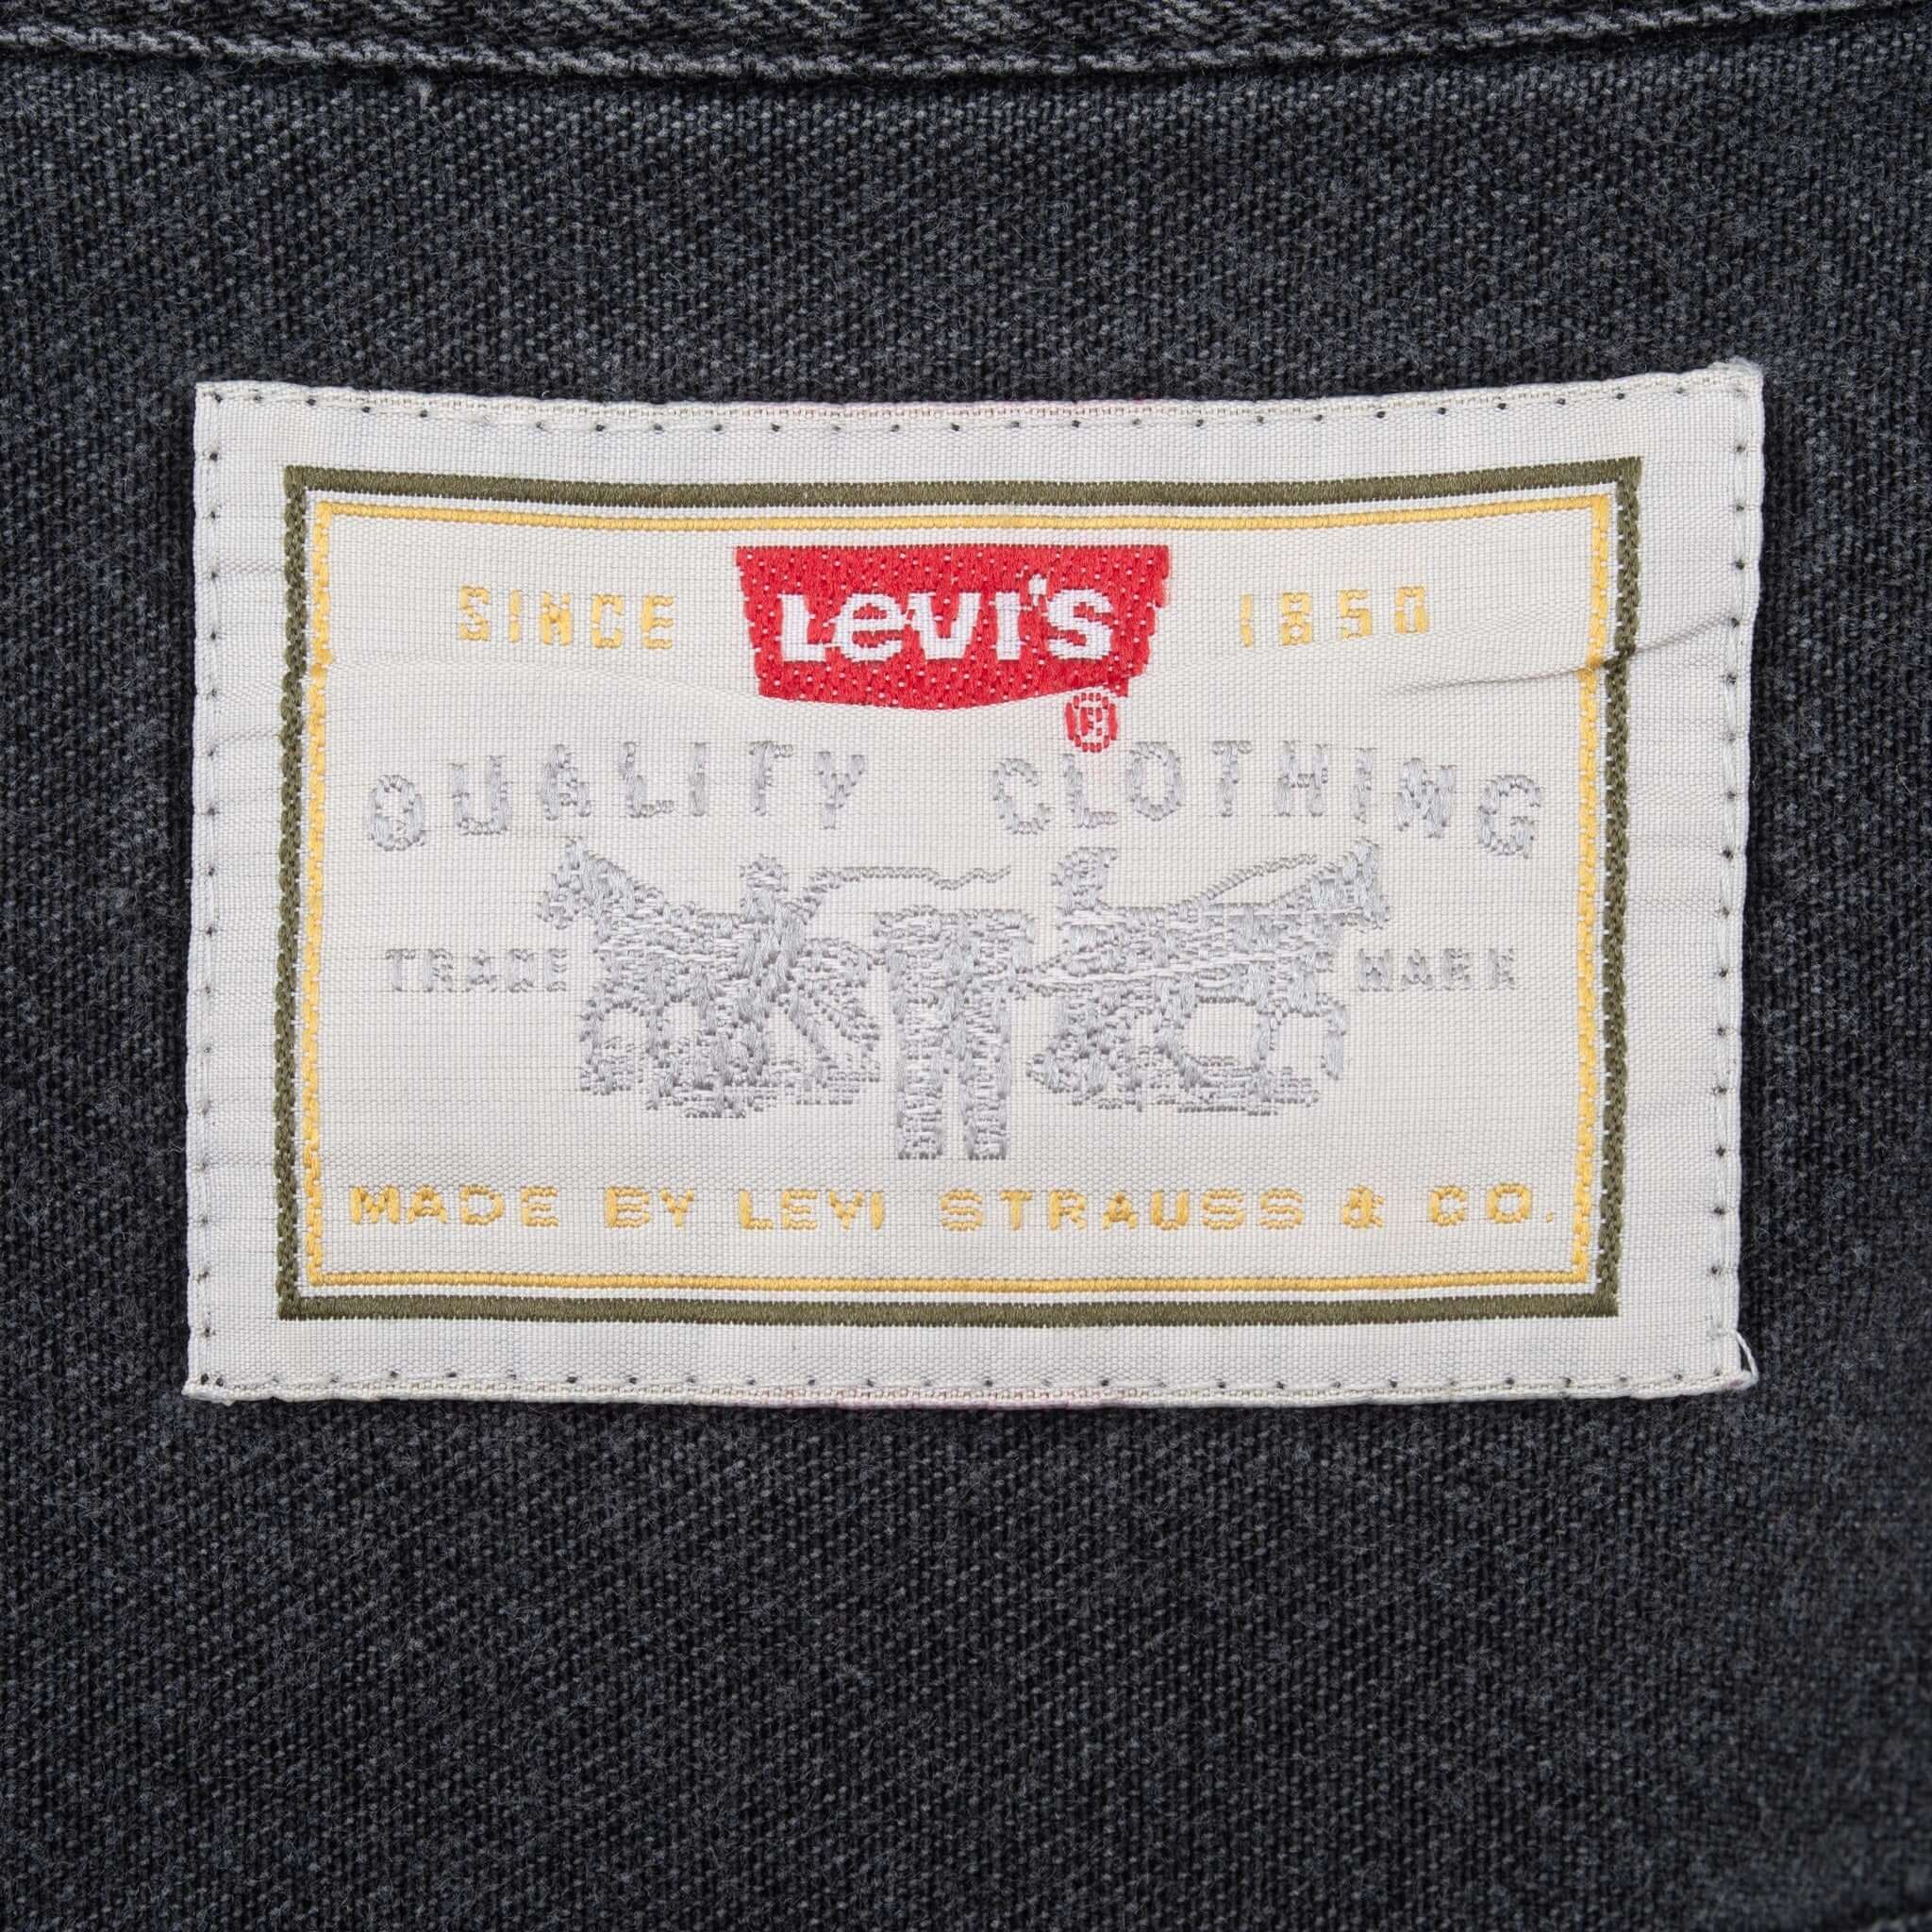 SINCE LEVI'S 1850
®
QUALITY CLOTHING
TRADE MARK
MADE BY LEVI STRAUSS & CO.